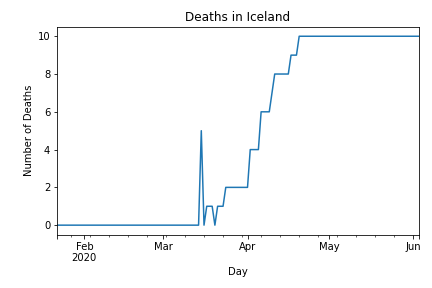 Deaths in Iceland
10
8
6
4
2
0
Number of Deaths
Feb
2020
Mar
Apr
May
Jun
Day